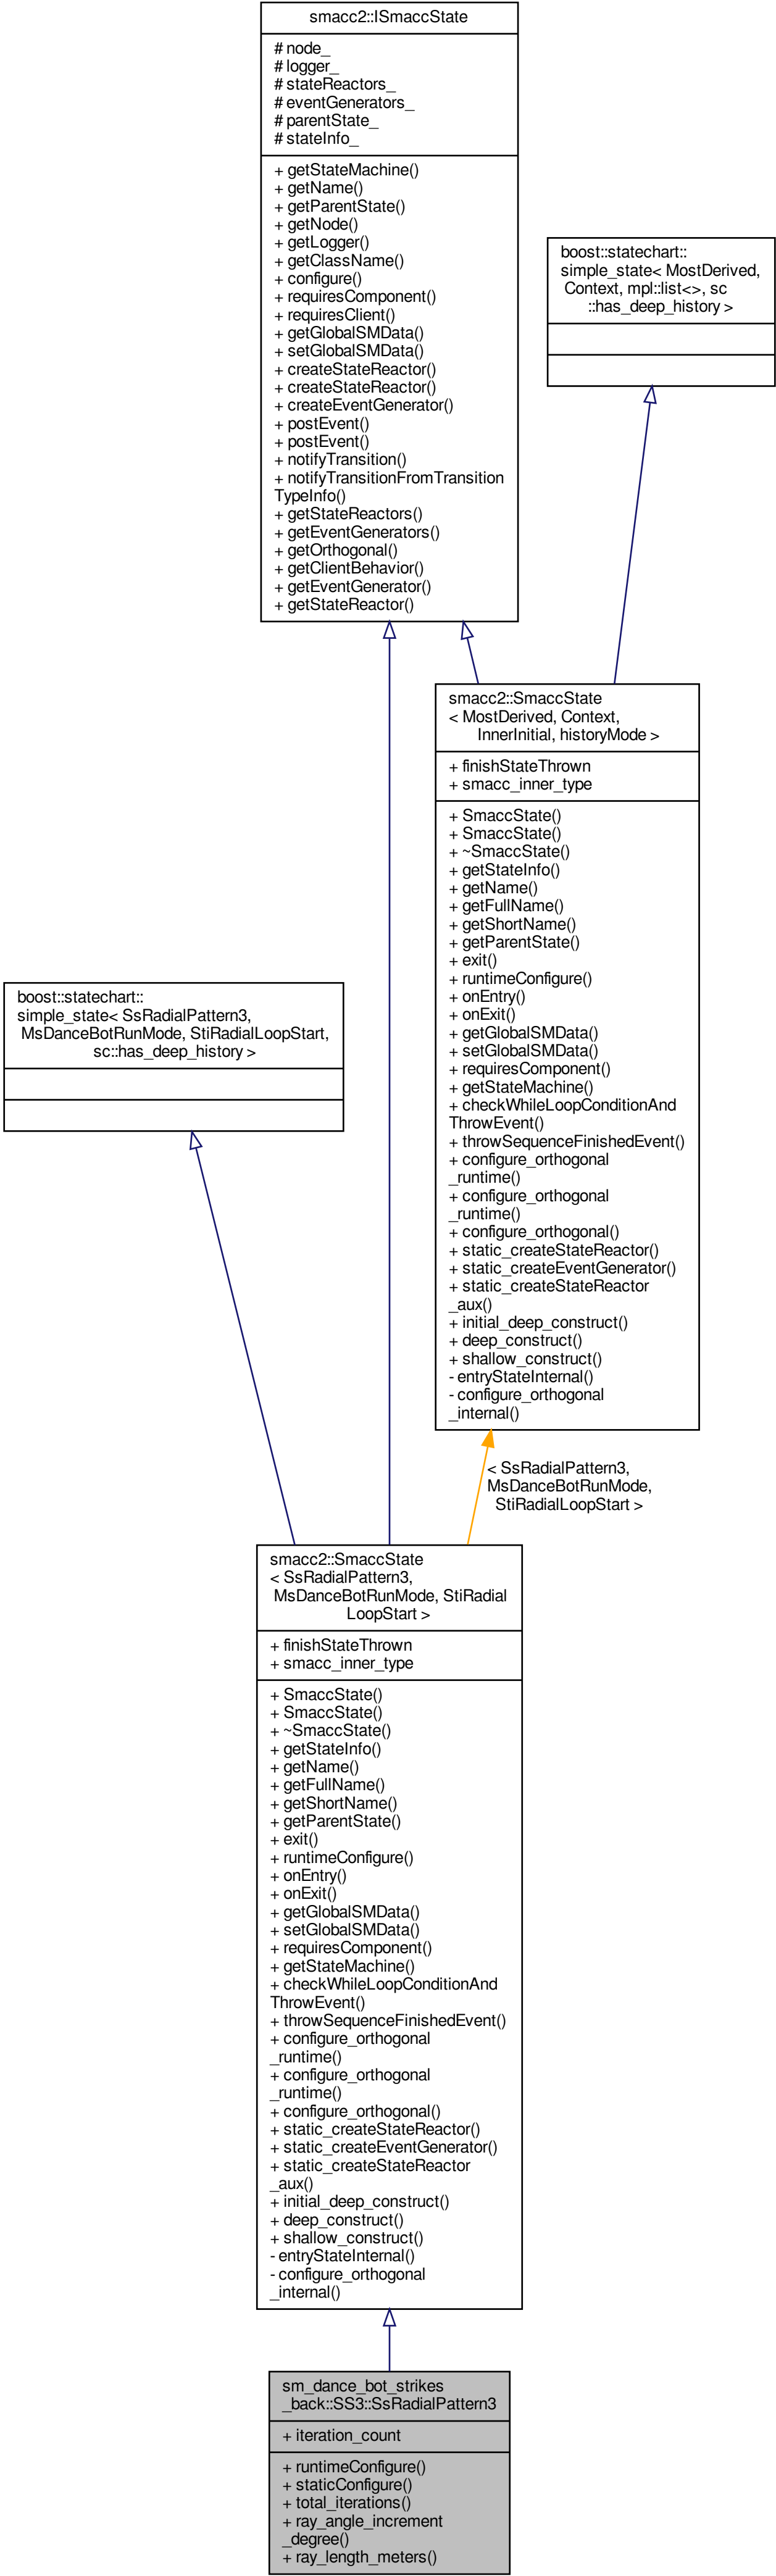 smacc2::ISmaccState
# node_
# logger_
# stateReactors_
# eventGenerators_
# parentState_
# stateInfo_
+ getStateMachine()
+ getName()
+ getParentState()
+ getNode()
+ getLogger()
+ getClassName()
+ configure()
+ requiresComponent()
+ requiresClient()
+ getGlobalSMData()
+ setGlobalSMData()
+ createStateReactor()
+ createStateReactor()
+ createEventGenerator()
+ postEvent()
+ postEvent()
+ notifyTransition()
+ notifyTransitionFromTransition
TypeInfo()
+ getStateReactors()
+ getEventGenerators()
+ getOrthogonal()
+ getClientBehavior()
+ getEventGenerator()
+ getStateReactor()
boost::statechart::
simple_state< MostDerived,
Context, mpl::list<>, sc
::has_deep_history >
smacc2::SmaccState
< MostDerived, Context,
InnerInitial, historyMode >
+ finishStateThrown
+ smacc_inner_type
+ SmaccState()
+ SmaccState()
+ ~SmaccState()
+ getStateInfo()
+ getName()
+ getFullName()
+ getShortName()
+ getParentState()
+ exit()
+ runtimeConfigure()
+ onEntry()
+ onExit()
+ getGlobalSMData()
+ setGlobalSMData()
+ requiresComponent()
+ getStateMachine()
+ checkWhileLoopConditionAnd
ThrowEvent()
+ throwSequenceFinishedEvent()
+ configure_orthogonal
_runtime()
+ configure_orthogonal
_runtime()
+ configure_orthogonal()
+ static_createStateReactor()
+ static_createEventGenerator()
+ static_createStateReactor
_aux()
+ initial_deep_construct()
+ deep_construct()
+ shallow_construct()
- entryStateInternal()
- configure_orthogonal
_internal()
boost::statechart::
simple_state< SsRadialPattern3,
MsDanceBotRunMode, StiRadialLoopStart,
sc::has_deep_history >
< SsRadialPattern3,
MsDanceBotRunMode,
StiRadialLoopStart >
smacc2::SmaccState
< SsRadialPattern3,
MsDanceBotRunMode, StiRadial
LoopStart >
+ finishStateThrown
+ smacc_inner_type
+ SmaccState()
+ SmaccState()
+ ~SmaccState()
+ getStateInfo()
+ getName()
+ getFullName()
+ getShortName()
+ getParentState()
+ exit()
+ runtimeConfigure()
+ onEntry()
+ onExit()
+ getGlobalSMData()
+ setGlobalSMData()
+ requiresComponent()
+ getStateMachine()
+ checkWhileLoopConditionAnd
ThrowEvent()
+ throwSequenceFinishedEvent()
+ configure_orthogonal
_runtime()
+ configure_orthogonal
_runtime()
+ configure_orthogonal()
+ static_createStateReactor()
+ static_createEventGenerator()
+ static_createStateReactor
_aux()
+ initial_deep_construct()
+ deep_construct()
+ shallow_construct()
- entryStateInternal()
- configure_orthogonal
_internal()
sm_dance_bot_strikes
_back::SS3::SsRadialPattern3
+ iteration_count
+ runtimeConfigure()
+ staticConfigure()
+ total_iterations()
+ ray_angle_increment
_degree()
+ ray_length_meters()